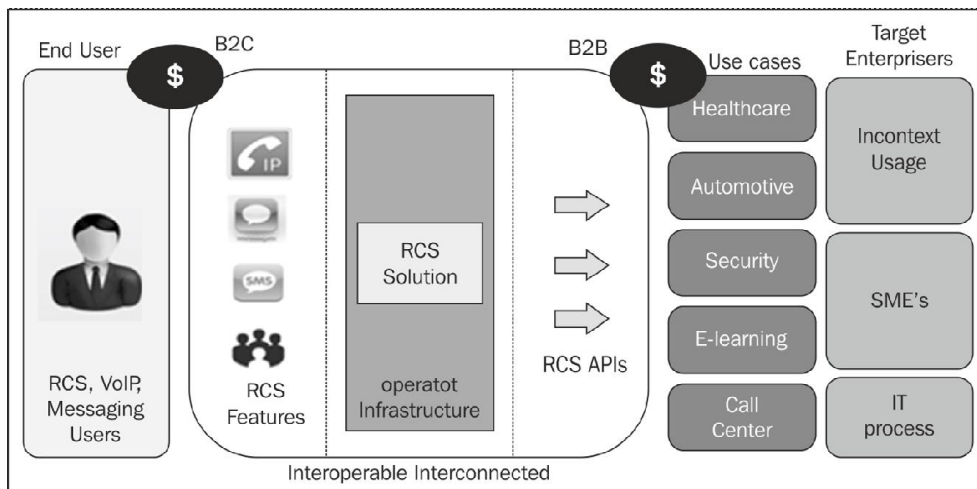 End User
$
B2C
B2B
$
Use cases
Target
Enterprisers
IP
SMS
RCS
Solution
RCS, VoIP,
Messaging
Users
RCS
Features
operatot
Infrastructure
RCS APIs
Interoperable Interconnected
Healthcare
Automotive
Security
E-learning
Call
Center
Incontext
Usage
SME's
IT
process